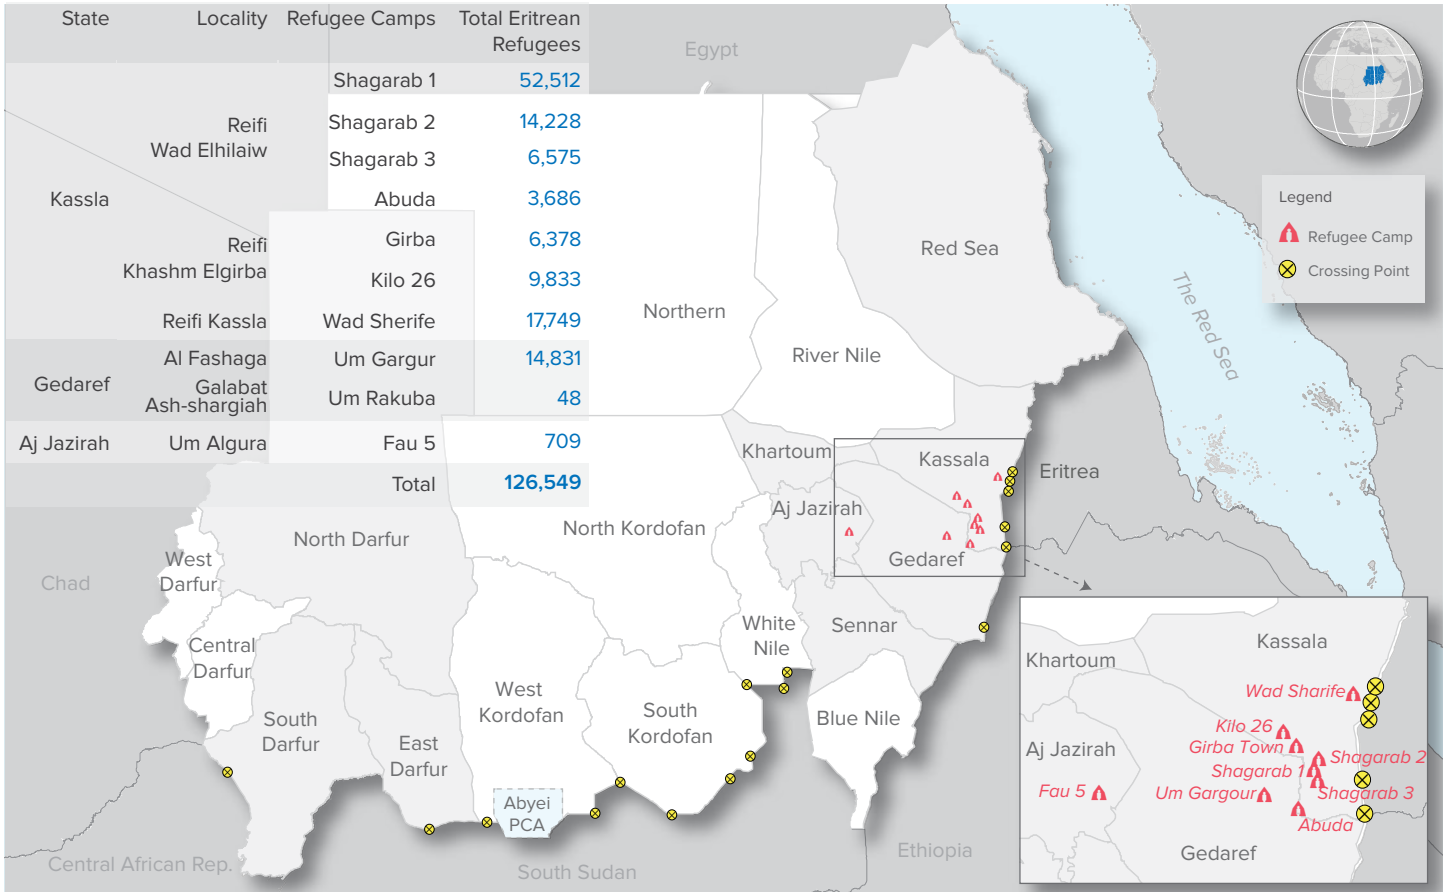 State Locality Refugee Camps Total Eritrean
Refugees
Shagarab 1 52,512
Reifi
Wad Elhilaiw
Shagarab 2 14,228
Shagarab 3 6,575
Kassla
Abuda 3,686
Reifi
Khashm Elgirba
Girba 6,378
Kilo 26 9,833
Reifi Kassla Wad Sherife 17,749
Gedaref
Al Fashaga Um Gargur 14,831
Galabat
Ash-shargiah
Um Rakuba 48
Aj Jazirah Um Algura Fau 5 709
Total 126,549
Egypt
Legend
Refugee Camp
Crossing Point
The Red Sea
Red Sea
Northern
River Nile
Khartoum
Kassala
Eritrea
Aj Jazirah
North Kordofan
North Darfur
Gedaref
West
Darfur
Chad
White
Nile
Sennar
Central
Darfur
West
Kordofan
South
Kordofan
Blue Nile
South
Darfur
East
Darfur
Abyei
PCA
Central African Rep.
South Sudan
Ethiopia
Kassala
Khartoum
Wad Sharife
Kilo 26
Girba Town
Aj Jazirah
Shagarab 2
Shagarab 1
Fau 5
Um Gargour
Shagarab 3
Abuda
Gedaref